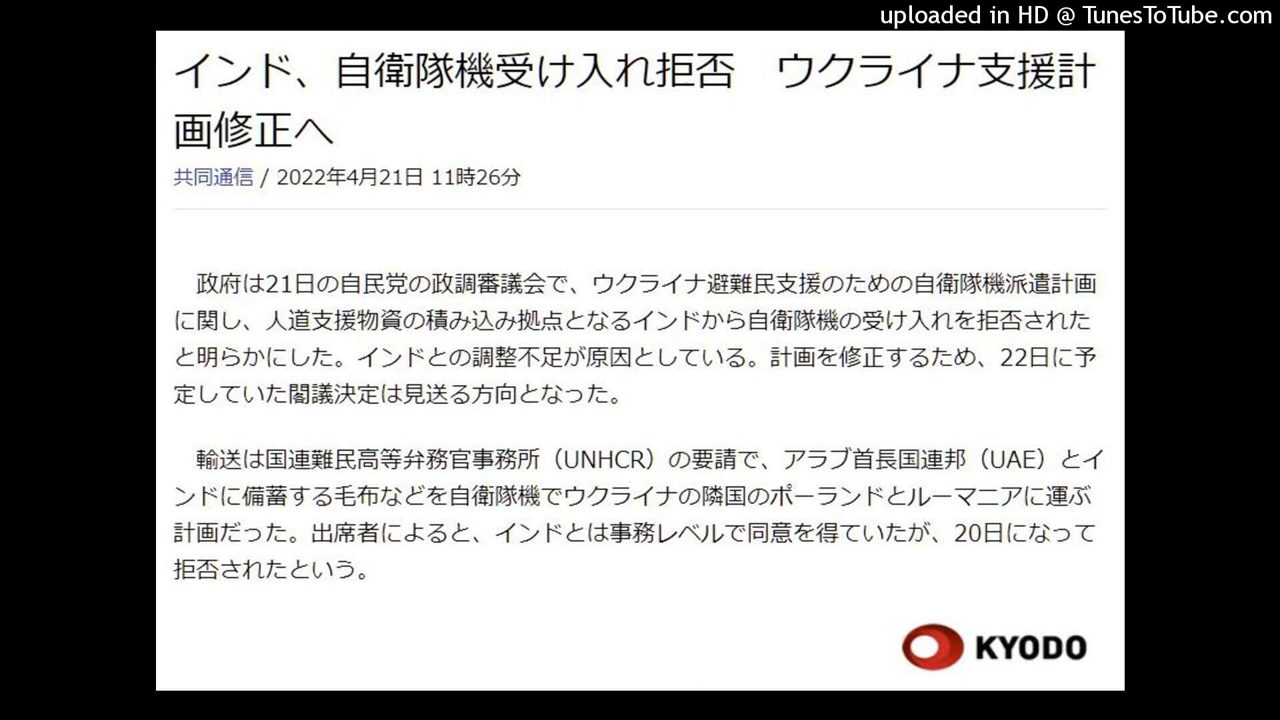 uploaded in HD @ TunesToTube.com
インド、自衛隊機受け入れ拒否　ウクライナ支援計
画修正へ
共同通信 / 2022年4月21日 11時26分
政府は21日の自民党の政調審議会で、ウクライナ避難民支援のための自衛隊機派遣計画
に関し、人道支援物資の積み込み拠点となるインドから自衛隊機の受け入れを拒否された
と明らかにした。インドとの調整不足が原因としている。計画を修正するため、22日に予
定していた閣議決定は見送る方向となった。
輸送は国連難民高等弁務官事務所（UNHCR）の要請で、アラブ首長国連邦（UAE）とイ
ンドに備蓄する毛布などを自衛隊機でウクライナの隣国のポーランドとルーマニアに運ぶ
計画だった。出席者によると、インドとは事務レベルで同意を得ていたが、20日になって
拒否されたという。
KYODO